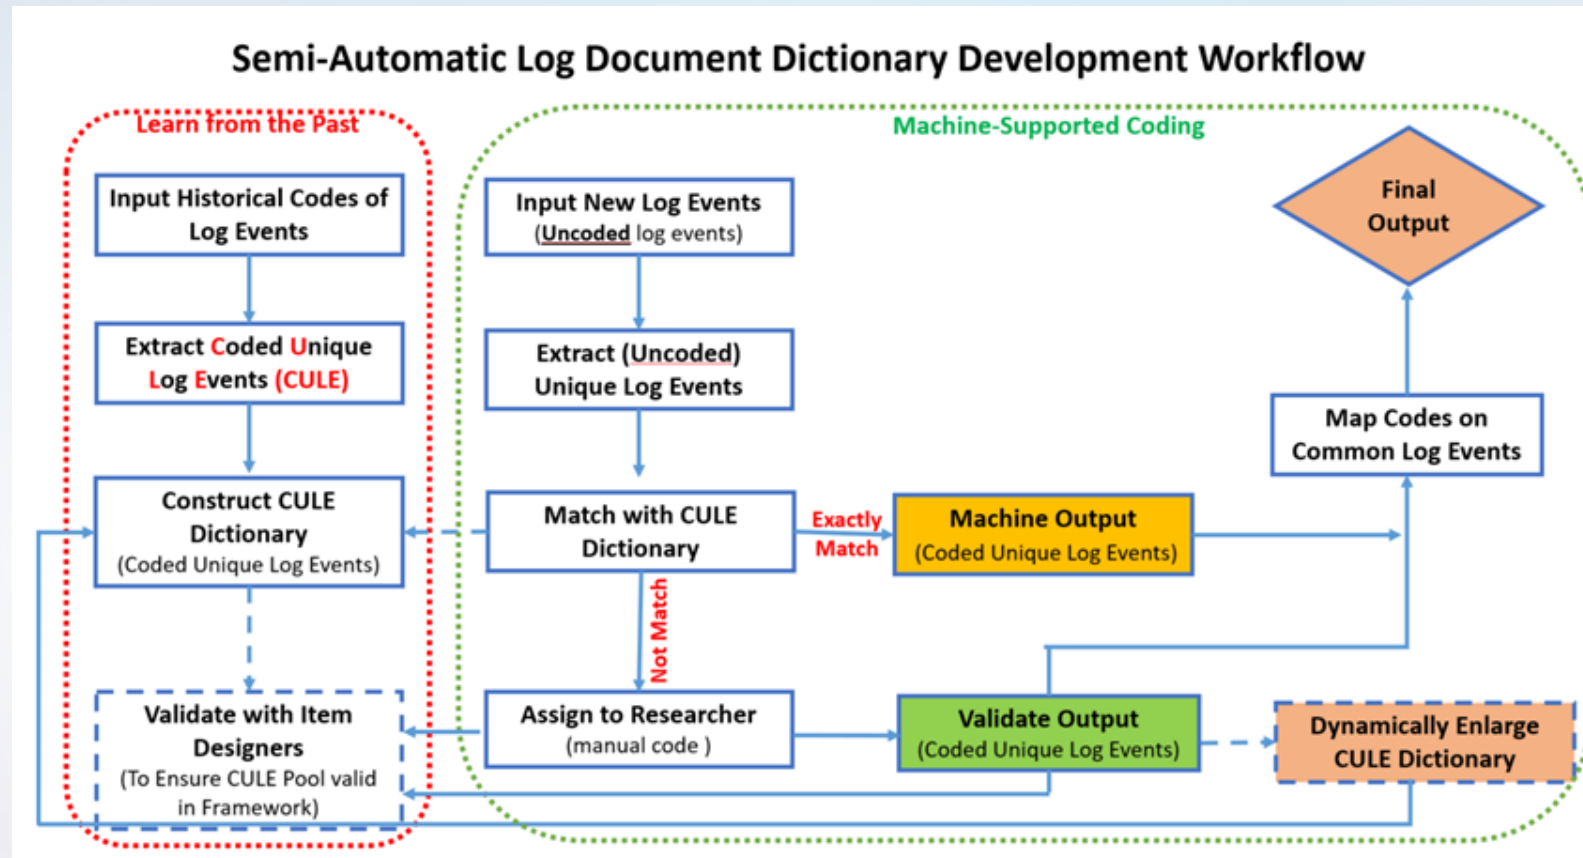 Semi-Automatic Log Document Dictionary Development Workflow
Learn from the Past
Input Historical Codes of
Log Events
Extract Coded Unique
Log Events (CULE)
Construct CULE
Dictionary
(Coded Unique Log Events)
Validate with Item
Designers
(To Ensure CULE Pool valid
in Framework)
Machine-Supported Coding
Input New Log Events
(Uncoded log events)
Extract (Uncoded)
Unique Log Events
Match with CULE
Dictionary
Exactly
Match
Not Match
Assign to Researcher
(manual code )
Machine Output
(Coded Unique Log Events)
Validate Output
(Coded Unique Log Events)
Dynamically Enlarge
CULE Dictionary
Map Codes on
Common Log Events
Final
Output